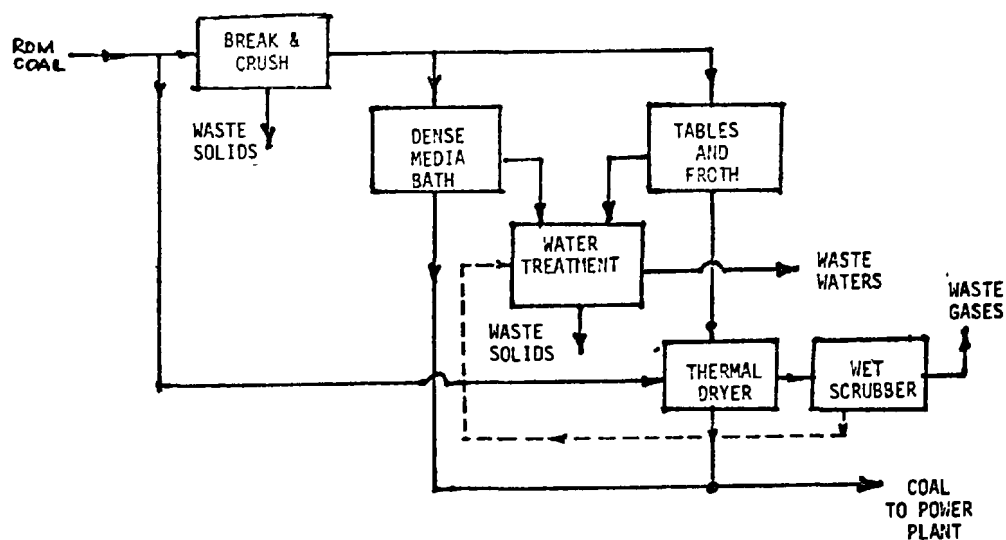 ROM
COAL
BREAK &
CRUSH
WASTE
SOLIDS
DENSE
MEDIA
BATH
TABLES
AND
FROTH
WATER
TREATMENT
WASTE
WATERS
WASTE
GASES
WASTE
SOLIDS
THERMAL
DRYER
WET
SCRUBBER
COAL
TO POWER
PLANT